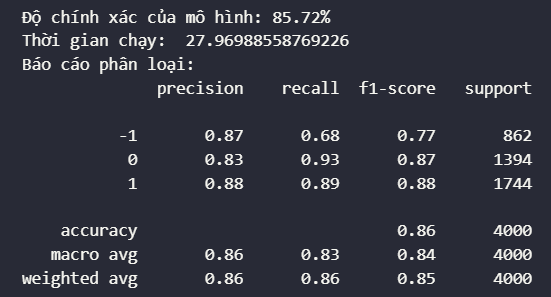 Độ chính xác của mô hình: 85.72%
Thời gian chạy:  27.96988558769226
Báo cáo phân loại:
              precision    recall  f1-score   support

          -1       0.87      0.68      0.77       862
           0       0.83      0.93      0.87      1394
           1       0.88      0.89      0.88      1744

    accuracy                           0.86      4000
   macro avg       0.86      0.83      0.84      4000
weighted avg       0.86      0.86      0.85      4000